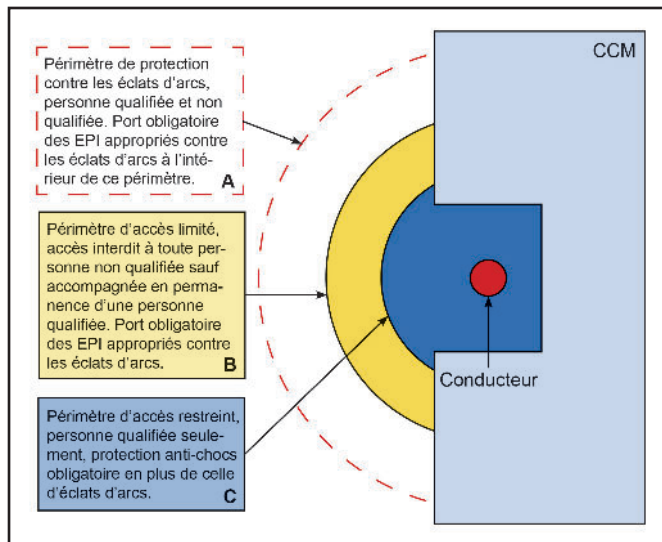 Périmètre de protection
contre les éclats d'arcs,
personne qualifiée et non
qualifiée. Port obligatoire
des EPI appropriés contre
les éclats d'arcs à l'inté-
rieur de ce périmètre.
A
Périmètre d'accès limité,
accès interdit à toute per-
sonne non qualifiée sauf
accompagnée en perma-
nence d'une personne
qualifiée. Port obligatoire
des EPI appropriés contre
les éclats d'arcs.
B
Périmètre d'accès restreint,
personne qualifiée seule-
ment, protection anti-chocs
obligatoire en plus de celle
d'éclats d'arcs.
C
CCM
Conducteur